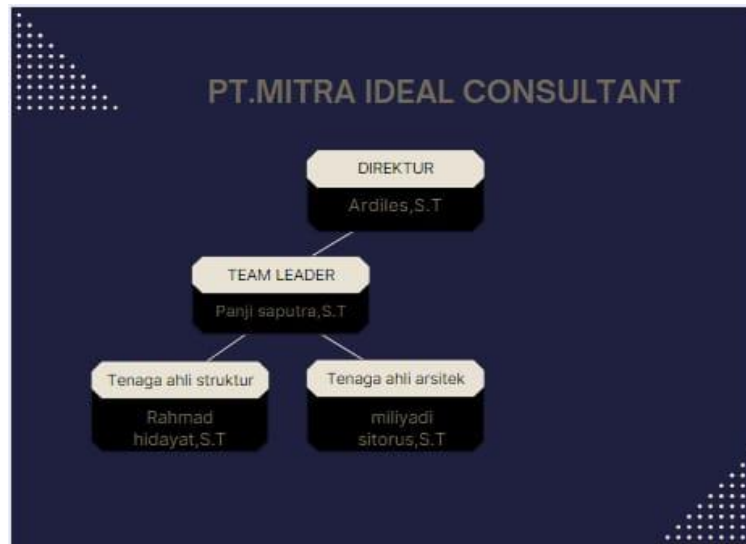 PT.MITRA IDEAL CONSULTANT
DIREKTUR
Ardiles,S.T
TEAM LEADER
Panji saputra,S.T
Tenaga ahli struktur
Rahmad
hidayat,S.T
Tenaga ahli arsitek
miliyadi
sitorus,S.T